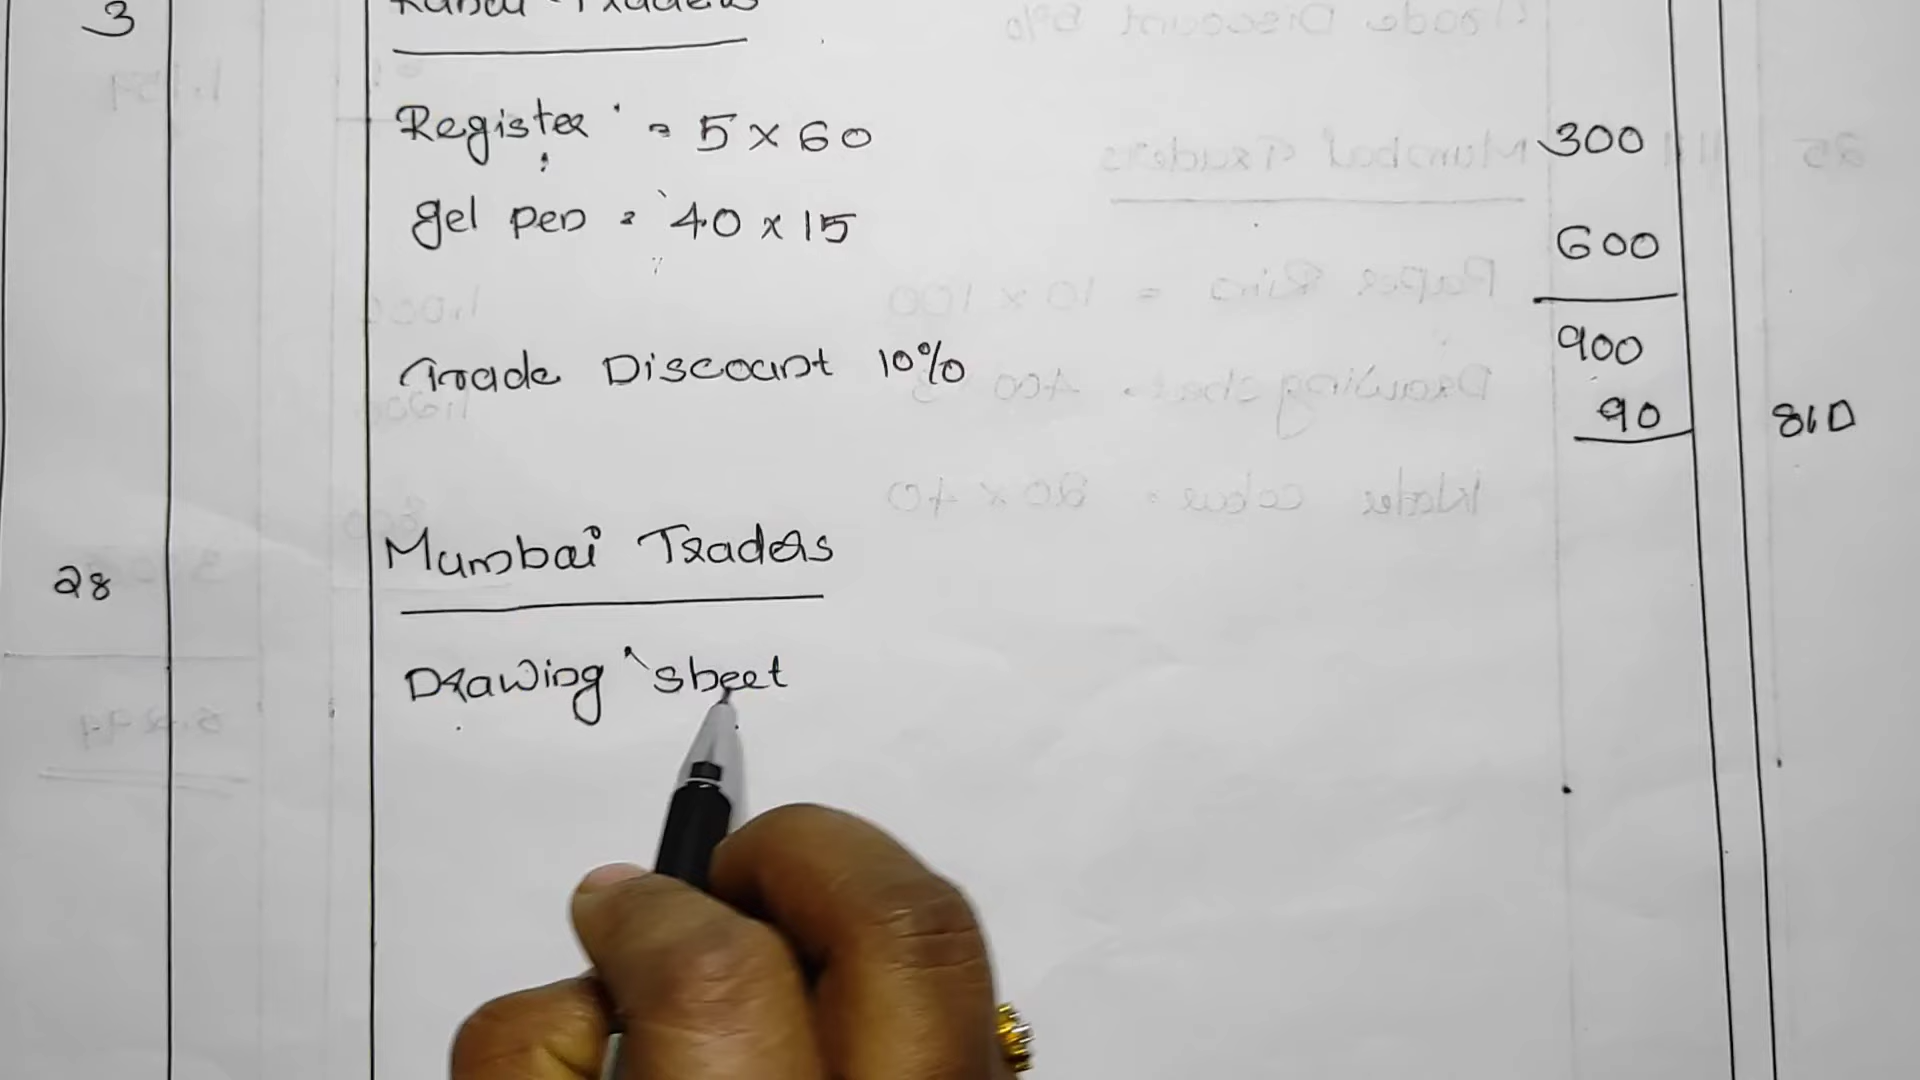 3 Traders
Register = 5 x 60 300
gel pen = 40 x 15 600
900
Trade Discount 10%
90 810
28 Mumbai Traders
Drawing sheet